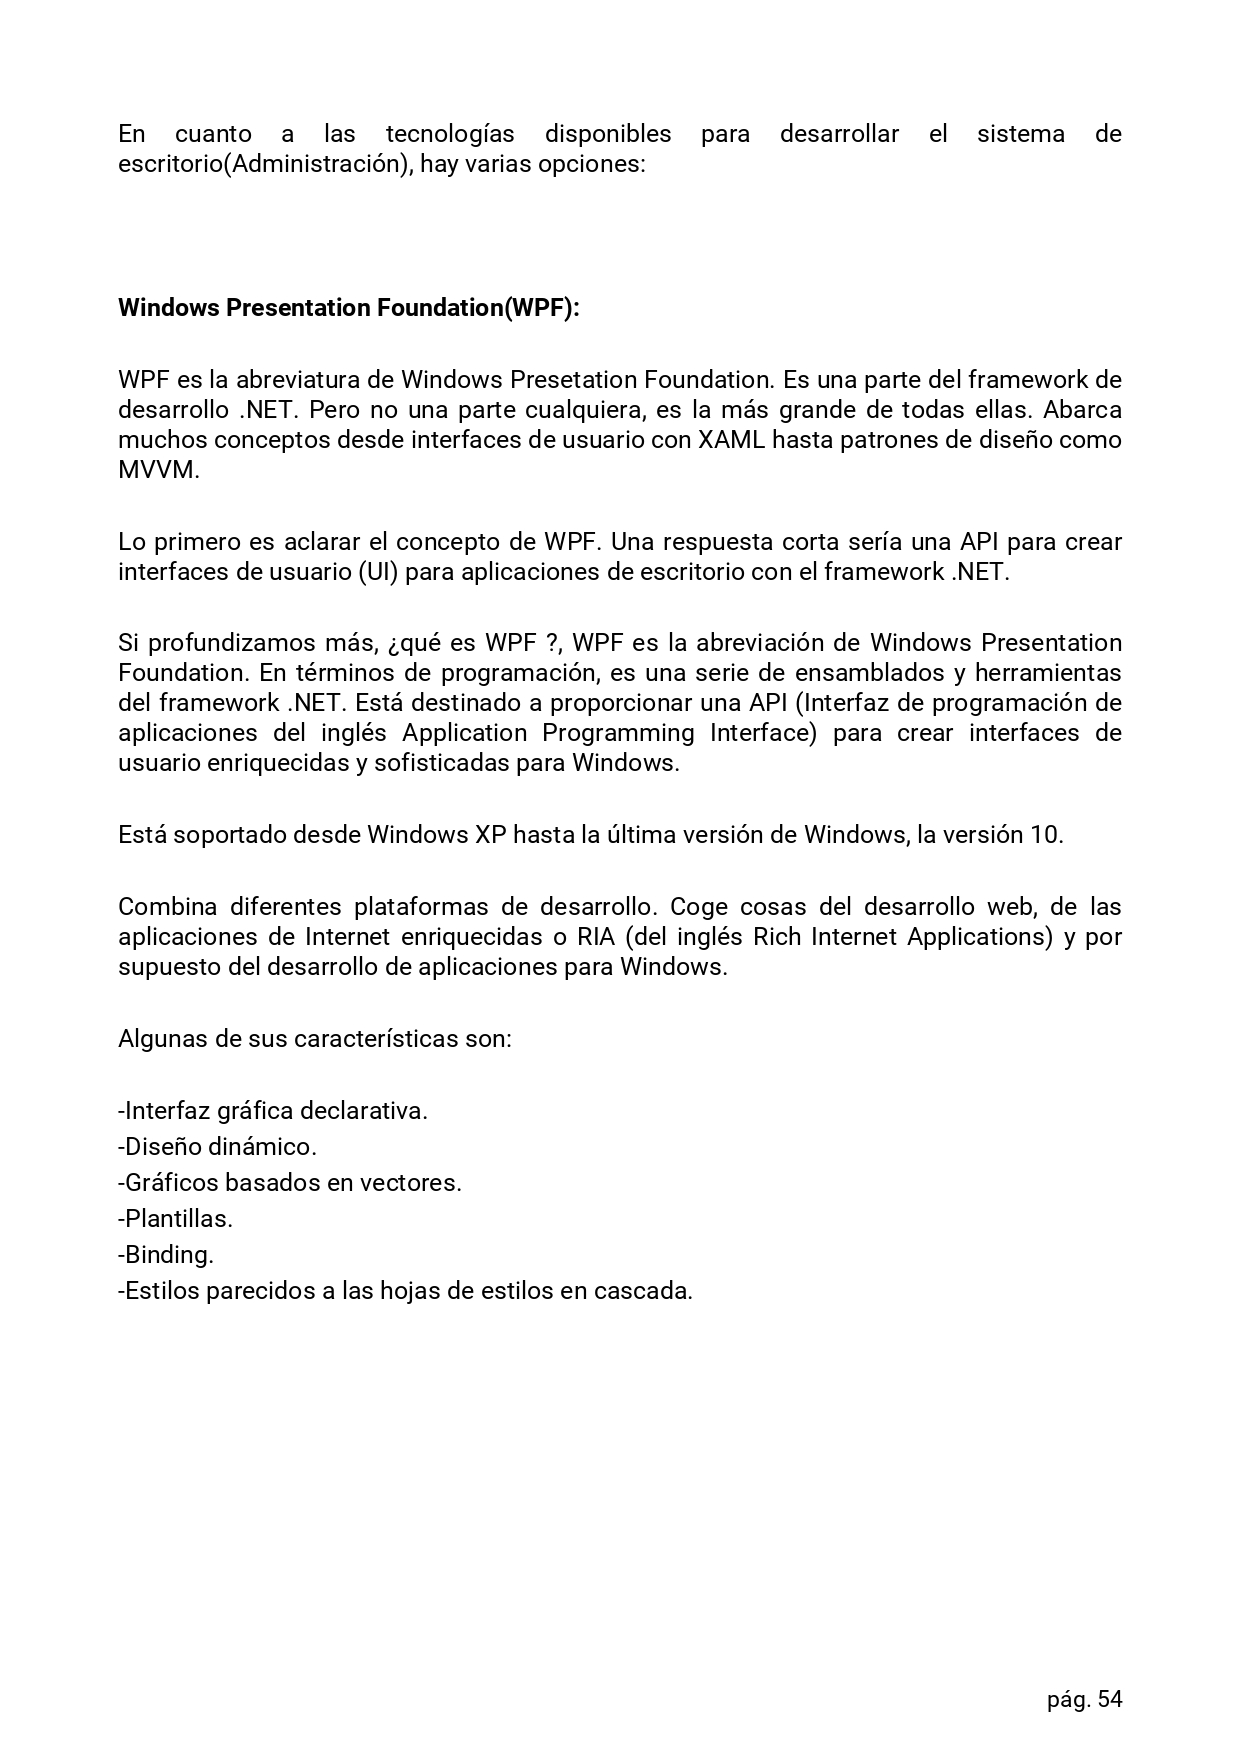 En cuanto a las tecnologías disponibles para desarrollar el sistema de
escritorio(Administración), hay varias opciones:
Windows Presentation Foundation(WPF):
WPF es la abreviatura de Windows Presetation Foundation. Es una parte del framework de
desarrollo .NET. Pero no una parte cualquiera, es la más grande de todas ellas. Abarca
muchos conceptos desde interfaces de usuario con XAML hasta patrones de diseño como
MVVM.
Lo primero es aclarar el concepto de WPF. Una respuesta corta sería una API para crear
interfaces de usuario (UI) para aplicaciones de escritorio con el framework .NET.
Si profundizamos más, ¿qué es WPF ?, WPF es la abreviación de Windows Presentation
Foundation. En términos de programación, es una serie de ensamblados y herramientas
del framework .NET. Está destinado a proporcionar una API (Interfaz de programación de
aplicaciones del inglés Application Programming Interface) para crear interfaces de
usuario enriquecidas y sofisticadas para Windows.
Está soportado desde Windows XP hasta la última versión de Windows, la versión 10.
Combina diferentes plataformas de desarrollo. Coge cosas del desarrollo web, de las
aplicaciones de Internet enriquecidas o RIA (del inglés Rich Internet Applications) y por
supuesto del desarrollo de aplicaciones para Windows.
Algunas de sus características son:
-Interfaz gráfica declarativa.
-Diseño dinámico.
-Gráficos basados en vectores.
-Plantillas.
-Binding.
-Estilos parecidos a las hojas de estilos en cascada.
pág. 54